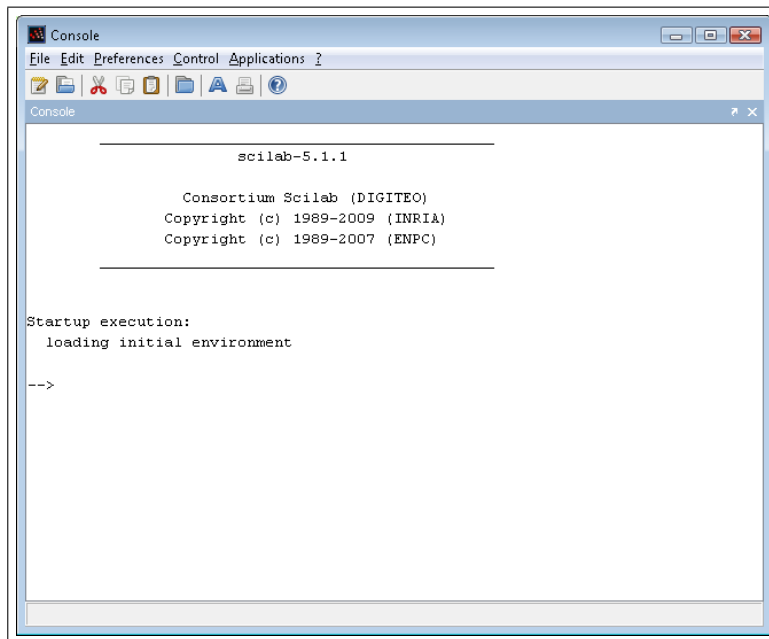 Console
File Edit Preferences Control Applications ?
Console
scilab-5.1.1
Consortium Scilab (DIGITEO)
Copyright (c) 1989-2009 (INRIA)
Copyright (c) 1989-2007 (ENPC)
Startup execution:
loading initial environment
-->